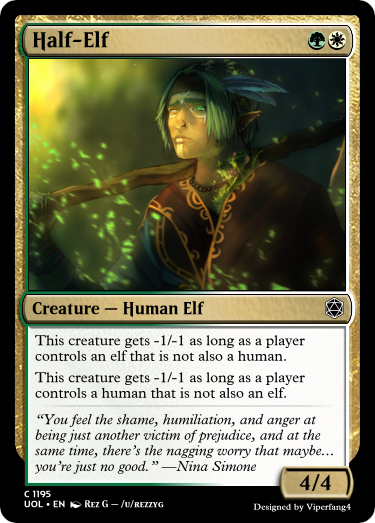 Half-Elf
Creature — Human Elf
This creature gets -1/-1 as long as a player
controls an elf that is not also a human.
This creature gets -1/-1 as long as a player
controls a human that is not also an elf.
“You feel the shame, humiliation, and anger at
being just another victim of prejudice, and at the
same time, there's the nagging worry that maybe…
you're just no good.” —Nina Simone
4/4
C 1195
UOL • EN REZ G – /U/REZZYG
Designed by Viperfang4